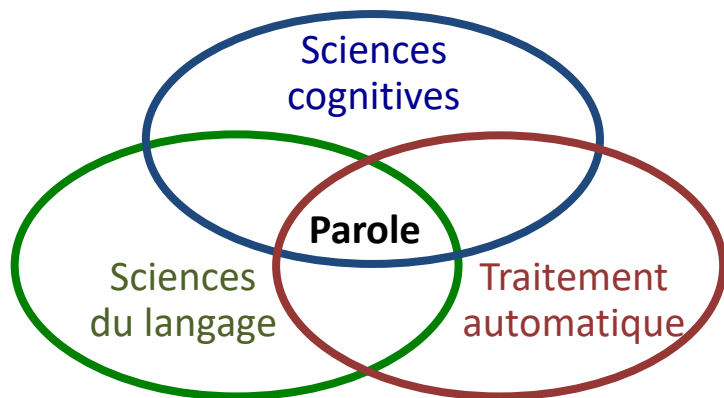 Sciences
cognitives
Parole
Sciences
du langage
Traitement
automatique